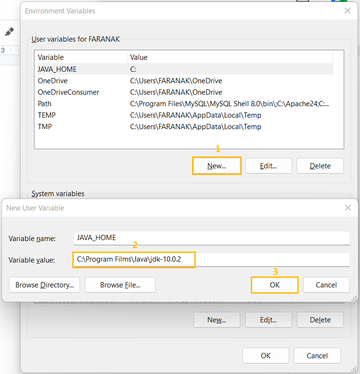 3
Environment Variables
User variables for FARANAK
Variable Value
JAVA_HOME C:
OneDrive C:\Users\FARANAK\OneDrive
OneDriveConsumer C:\Users\FARANAK\OneDrive
Path C:\Program Files\MySQL\MySQL Shell 8.0\bin\;C:\Apache24;C:...
TEMP C:\Users\FARANAK\AppData\Local\Temp
TMP C:\Users\FARANAK\AppData\Local\Temp
1
New... Edit... Delete
System variables
New User Variable
Variable name: JAVA_HOME
2
Variable value: C:\Program Films\Java\jdk-10.0.2
3
Browse Directory... Browse File... OK Cancel
New... Edit... Delete
OK Cancel